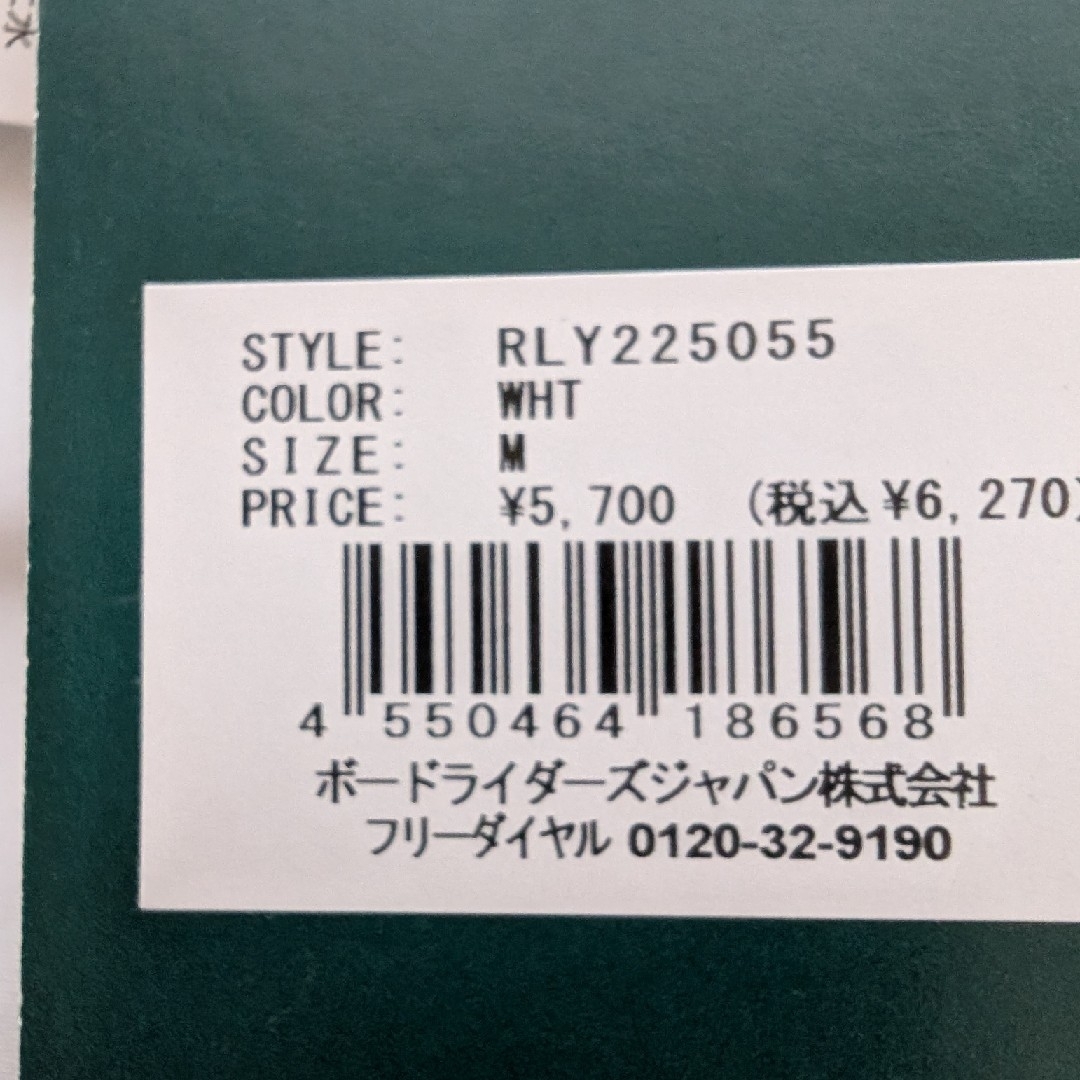 STYLE: RLY225055
COLOR: WHT
SIZE: M
PRICE: ¥5,700 (税込¥6,270)
4 550464 186568
ボードライダーズジャパン株式会社
フリーダイヤル 0120-32-9190